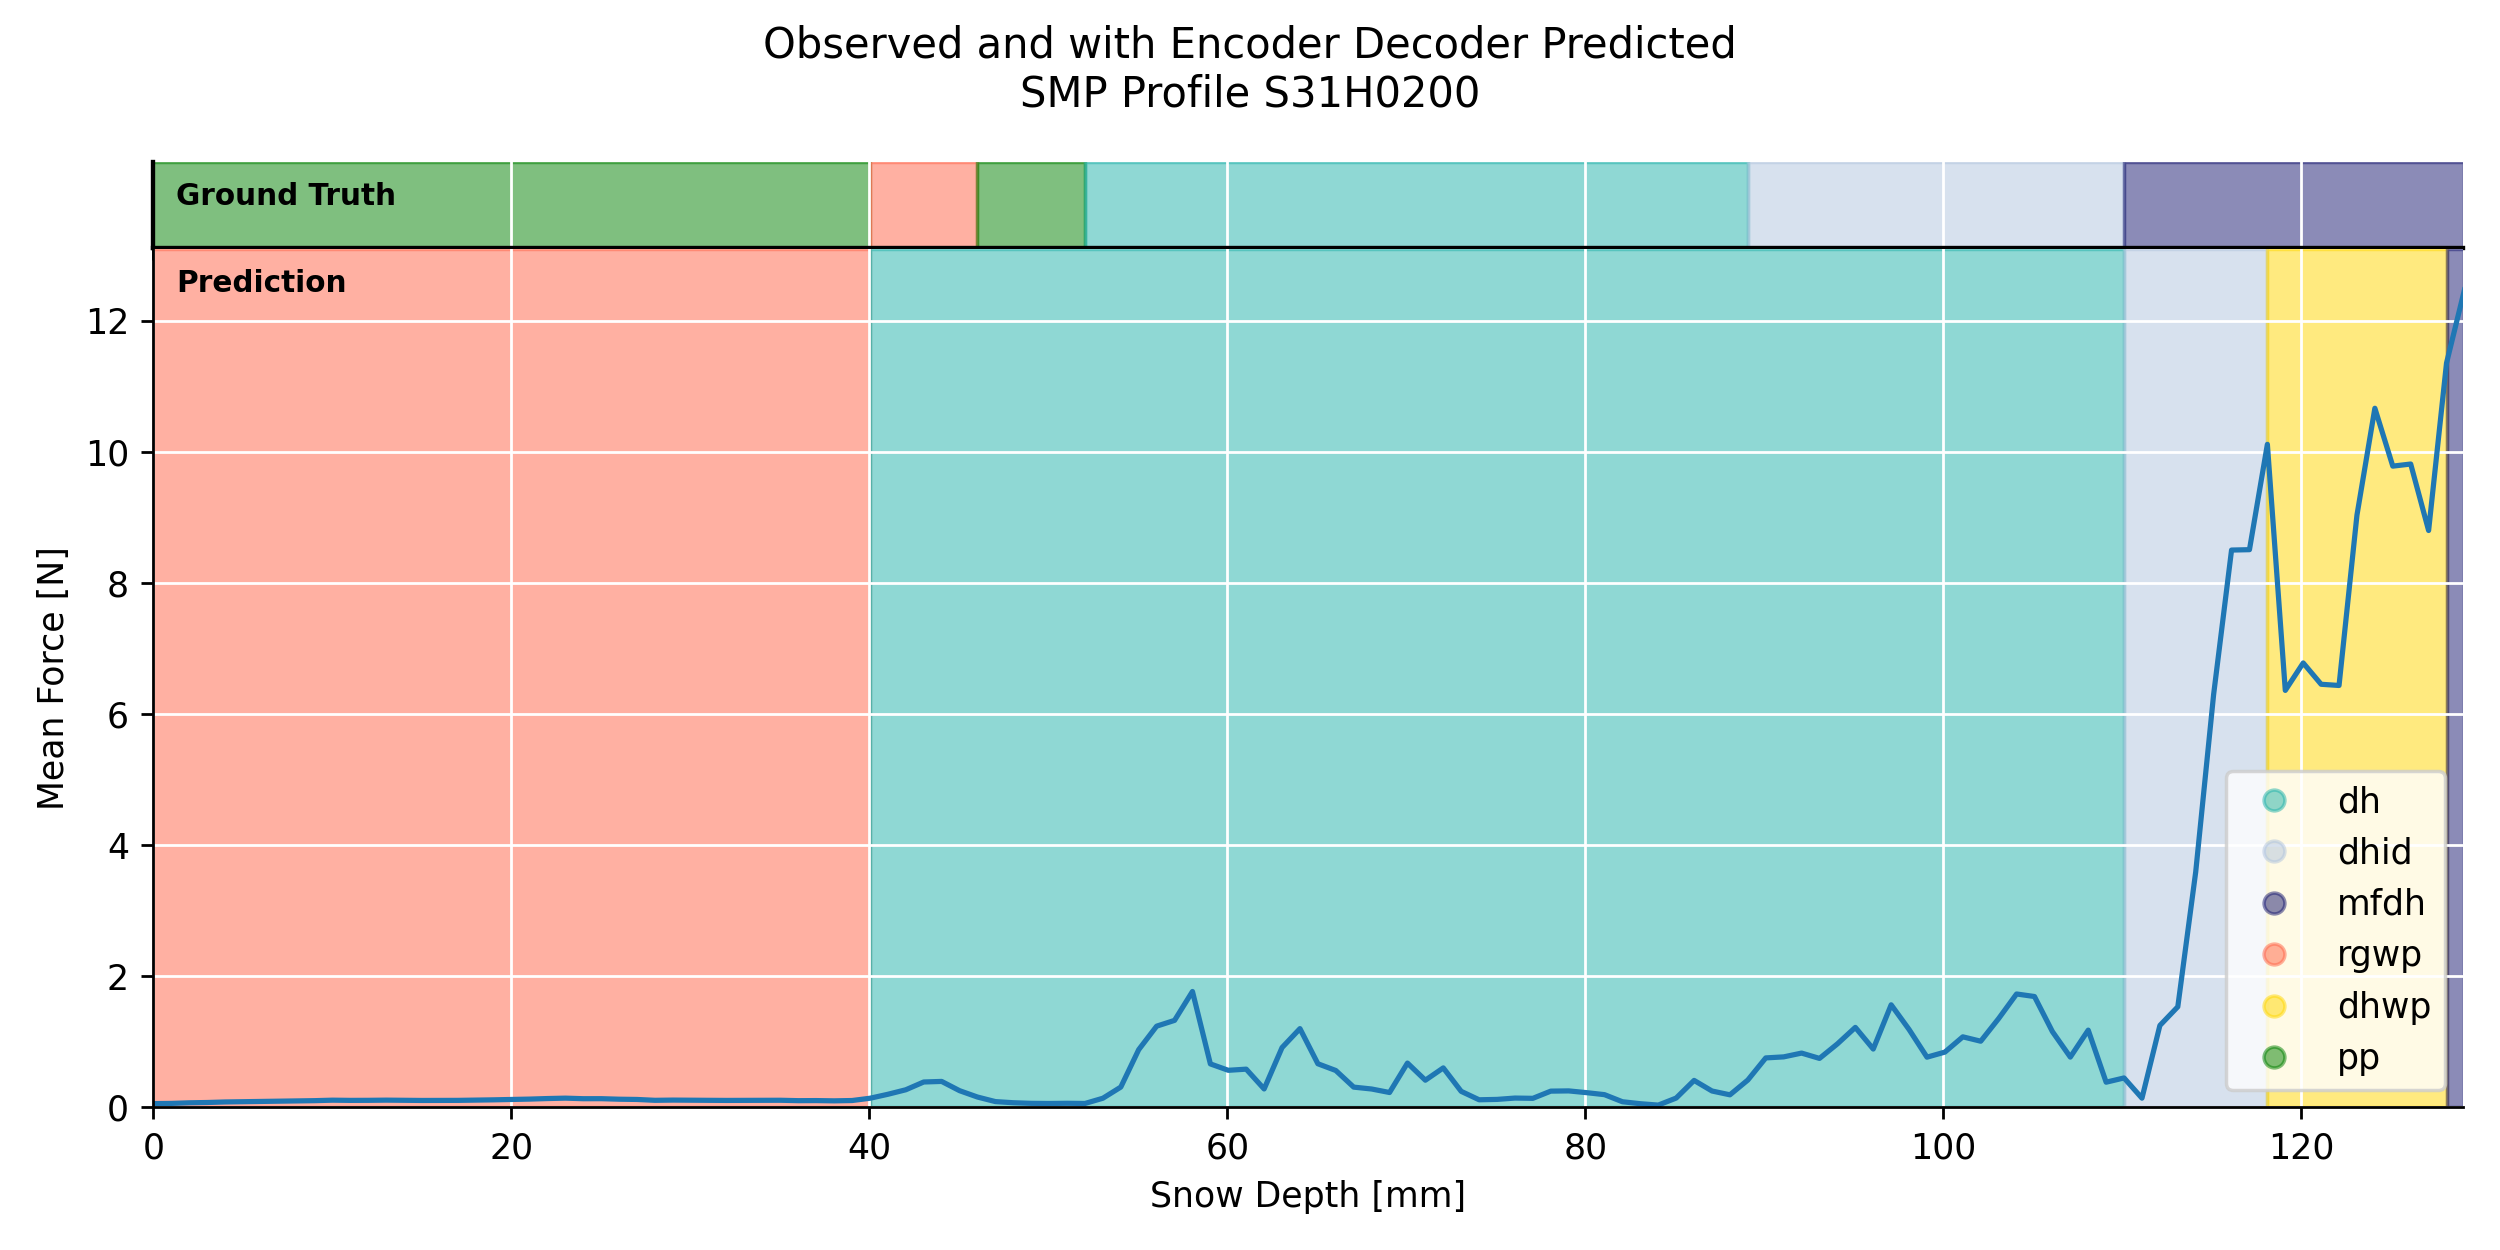 Observed and with Encoder Decoder Predicted
SMP Profile S31H0200
Ground Truth
Prediction
12
10
8
6
4
2
0
Mean Force [N]
dh
dhid
mfdh
rgwp
dhwp
pp
0
20
40
60
80
100
120
Snow Depth [mm]